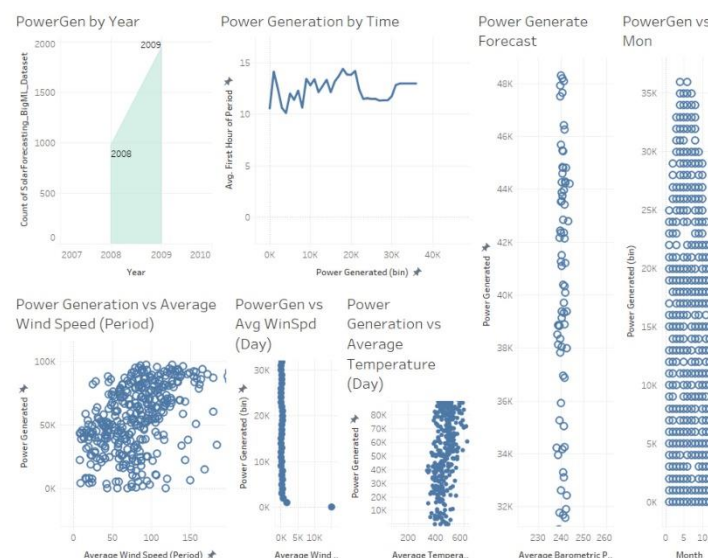 PowerGen by Year
2000
1500
1000
500
0
2009
2008
Count of SolarForecasting_BigML_Dataset
2007 2008 2009 2010
Year
Power Generation by Time
15
10
5
0
Avg. First Hour of Period
0K 10K 20K 30K 40K
Power Generated (bin)
Power Generate
Forecast
48K
46K
44K
42K
40K
38K
36K
34K
32K
Power Generated
230 240 250 260
Average Barometric P..
PowerGen vs
Mon
35K
30K
25K
20K
15K
10K
5K
0K
Power Generated (bin)
0 5 10
Month
Power Generation vs Average
Wind Speed (Period)
100K
50K
0K
Power Generated
0 50 100 150
Average Wind Speed (Period)
PowerGen vs
Avg WinSpd
(Day)
30K
20K
10K
0K
Power Generated (bin)
0K 5K 10K
Average Wind..
Power
Generation vs
Average
Temperature
(Day)
80K
70K
60K
50K
40K
30K
20K
10K
Power Generated
200 400 600
Average Tempera..